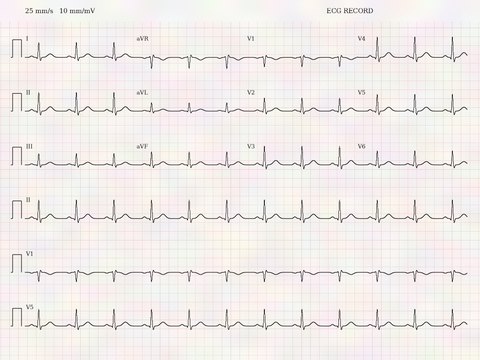 25 mm/s 10 mm/mV ECG RECORD
I aVR V1 V4
II aVL V2 V5
III aVF V3 V6
II
V1
V5